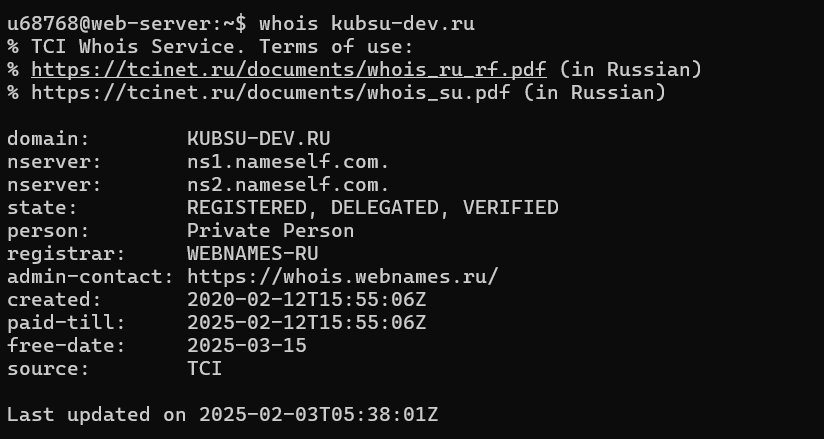 u68768@web-server:~$ whois kubsu-dev.ru
% TCI Whois Service. Terms of use:
% https://tcinet.ru/documents/whois_ru_rf.pdf (in Russian)
% https://tcinet.ru/documents/whois_su.pdf (in Russian)

domain:        KUBSU-DEV.RU
nserver:       ns1.nameself.com.
nserver:       ns2.nameself.com.
state:         REGISTERED, DELEGATED, VERIFIED
person:        Private Person
registrar:     WEBNAMES-RU
admin-contact: https://whois.webnames.ru/
created:       2020-02-12T15:55:06Z
paid-till:     2025-02-12T15:55:06Z
free-date:     2025-03-15
source:        TCI

Last updated on 2025-02-03T05:38:01Z